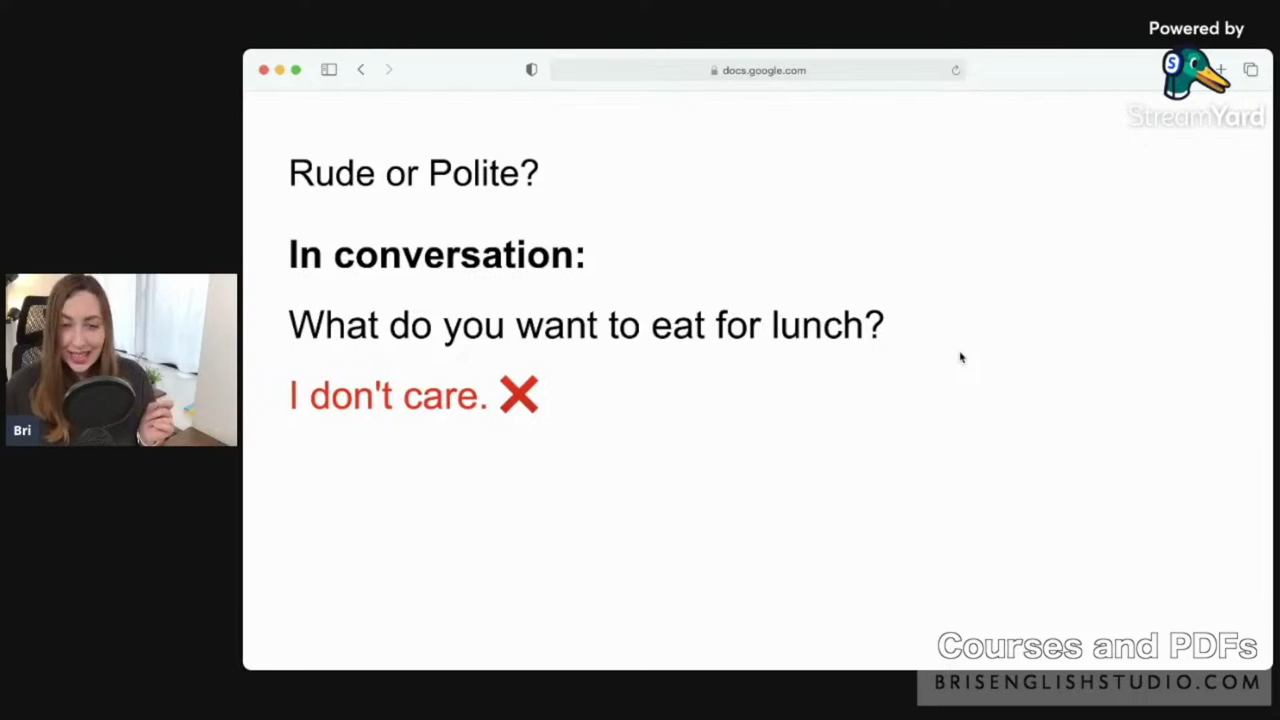 Powered by
StreamYard
docs.google.com
Rude or Polite?
In conversation:
What do you want to eat for lunch?
I don't care. ❌
Bri
Courses and PDFs
BRISENGLISHSTUDIO.COM